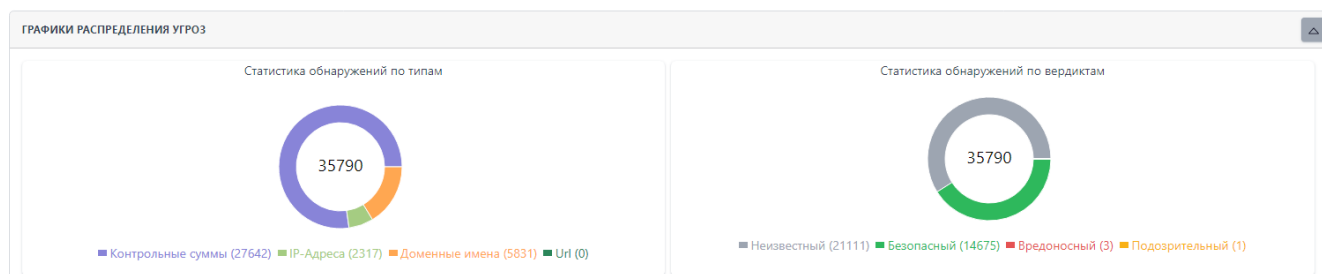 ГРАФИКИ РАСПРЕДЕЛЕНИЯ УГРОЗ
Статистика обнаружений по типам
35790
Контрольные суммы (27642) IP-Адреса (2317) Доменные имена (5831) Url (0)
Статистика обнаружений по вердиктам
35790
Неизвестный (21111) Безопасный (14675) Вредоносный (3) Подозрительный (1)